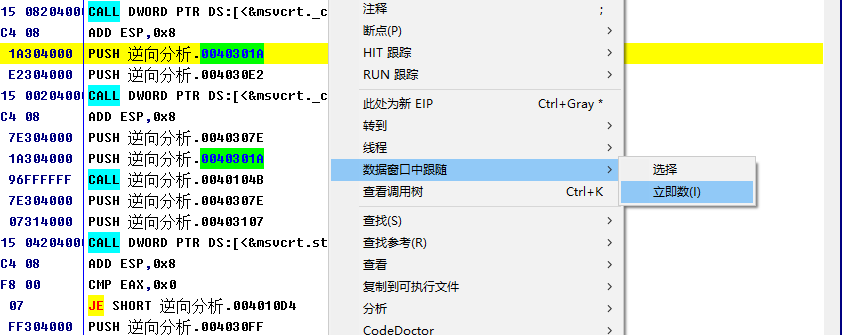 15 08204000 CALL DWORD PTR DS:[<&msvcrt._c
C4 08 ADD ESP,0x8
1A304000 PUSH 逆向分析.0040301A
E2304000 PUSH 逆向分析.004030E2
15 00204000 CALL DWORD PTR DS:[<&msvcrt._c
C4 08 ADD ESP,0x8
7E304000 PUSH 逆向分析.0040307E
1A304000 PUSH 逆向分析.0040301A
96FFFFFF CALL 逆向分析.0040104B
7E304000 PUSH 逆向分析.0040307E
07314000 PUSH 逆向分析.00403107
15 04204000 CALL DWORD PTR DS:[<&msvcrt.st
C4 08 ADD ESP,0x8
F8 00 CMP EAX,0x0
07 JE SHORT 逆向分析.004010D4
FF304000 PUSH 逆向分析.004030FF
注释 ;
断点(P)
HIT 跟踪
RUN 跟踪
此处为新 EIP Ctrl+Gray *
转到
线程
数据窗口中跟随
查看调用树 Ctrl+K
查找(S)
查找参考(R)
查看
复制到可执行文件
分析
CodeDoctor
选择
立即数(I)